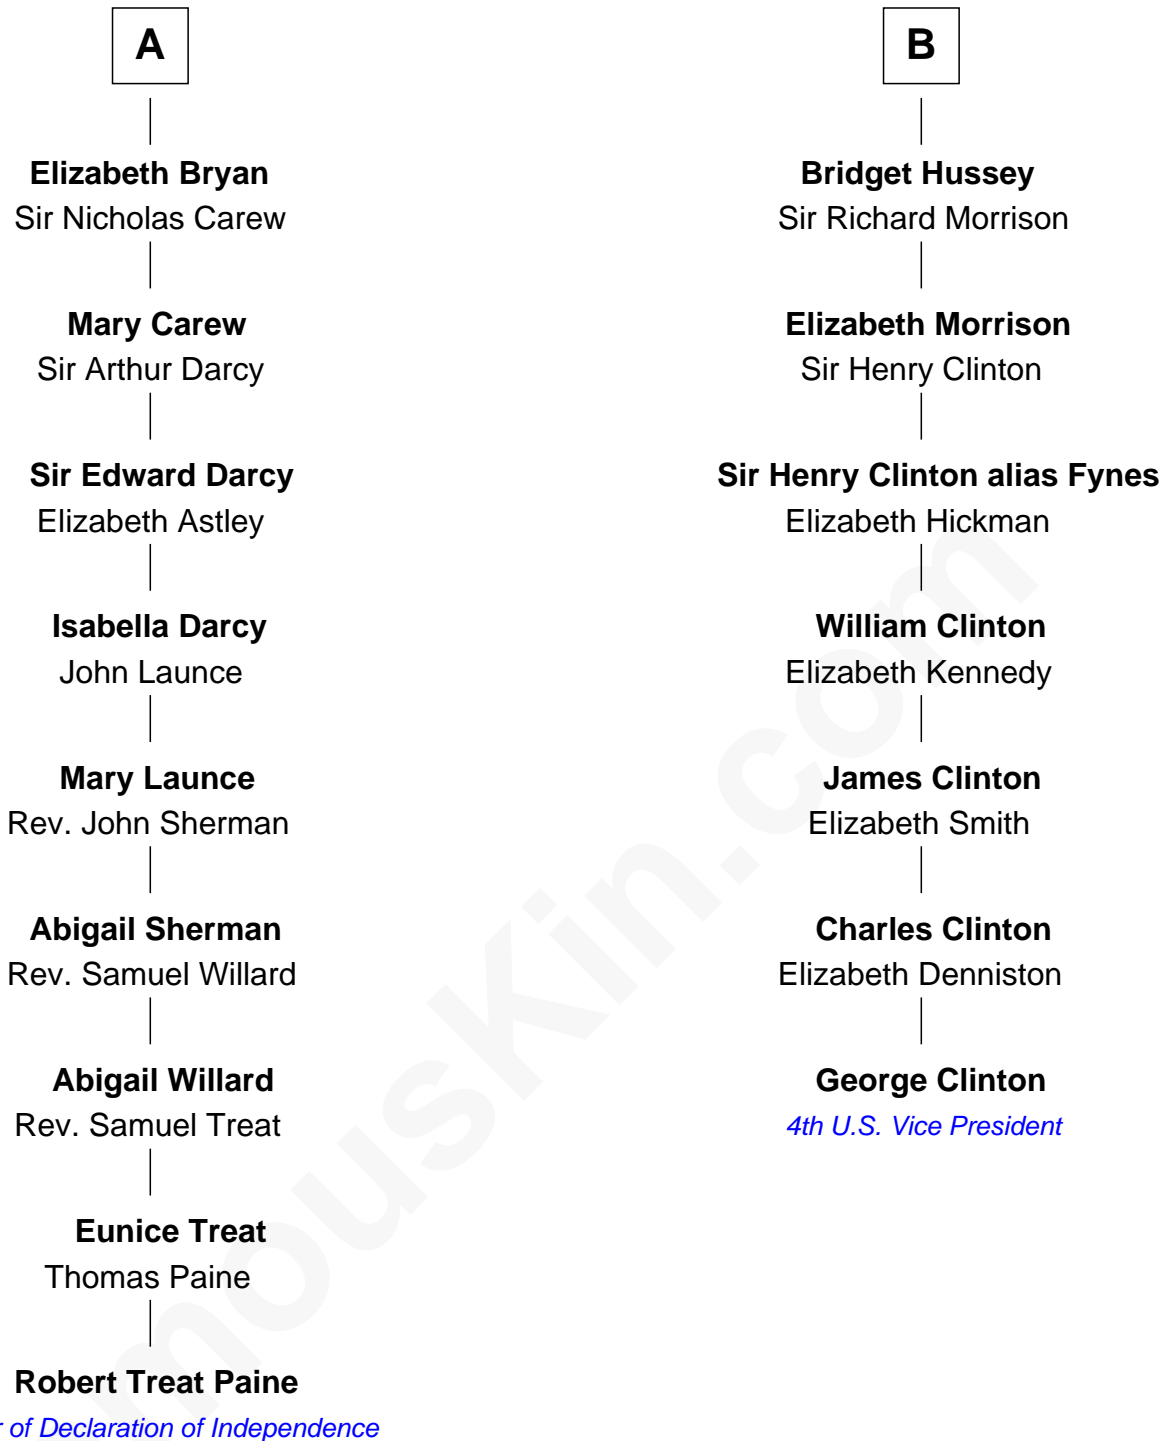 A
Elizabeth Bryan
Sir Nicholas Carew
Mary Carew
Sir Arthur Darcy
Sir Edward Darcy
Elizabeth Astley
Isabella Darcy
John Launce
Mary Launce
Rev. John Sherman
Abigail Sherman
Rev. Samuel Willard
Abigail Willard
Rev. Samuel Treat
Eunice Treat
Thomas Paine
Robert Treat Paine
of Declaration of Independence
B
Bridget Hussey
Sir Richard Morrison
Elizabeth Morrison
Sir Henry Clinton
Sir Henry Clinton alias Fynes
Elizabeth Hickman
William Clinton
Elizabeth Kennedy
James Clinton
Elizabeth Smith
Charles Clinton
Elizabeth Denniston
George Clinton
4th U.S. Vice President
mousKin.com